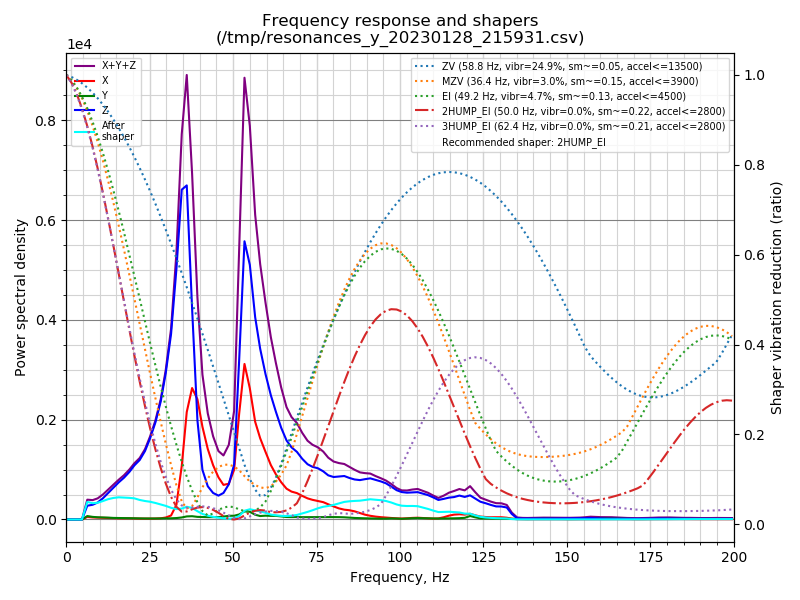 Frequency response and shapers
(/tmp/resonances_y_20230128_215931.csv)
1e4
X+Y+Z
X
Y
Z
After
shaper
ZV (58.8 Hz, vibr=24.9%, sm~=0.05, accel<=13500)
MZV (36.4 Hz, vibr=3.0%, sm~=0.15, accel<=3900)
EI (49.2 Hz, vibr=4.7%, sm~=0.13, accel<=4500)
2HUMP_EI (50.0 Hz, vibr=0.0%, sm~=0.22, accel<=2800)
3HUMP_EI (62.4 Hz, vibr=0.0%, sm~=0.21, accel<=2800)
Recommended shaper: 2HUMP_EI
Power spectral density
0.8
0.6
0.4
0.2
0.0
1.0
0.8
0.6
0.4
0.2
0.0
Shaper vibration reduction (ratio)
0 25 50 75 100 125 150 175 200
Frequency, Hz